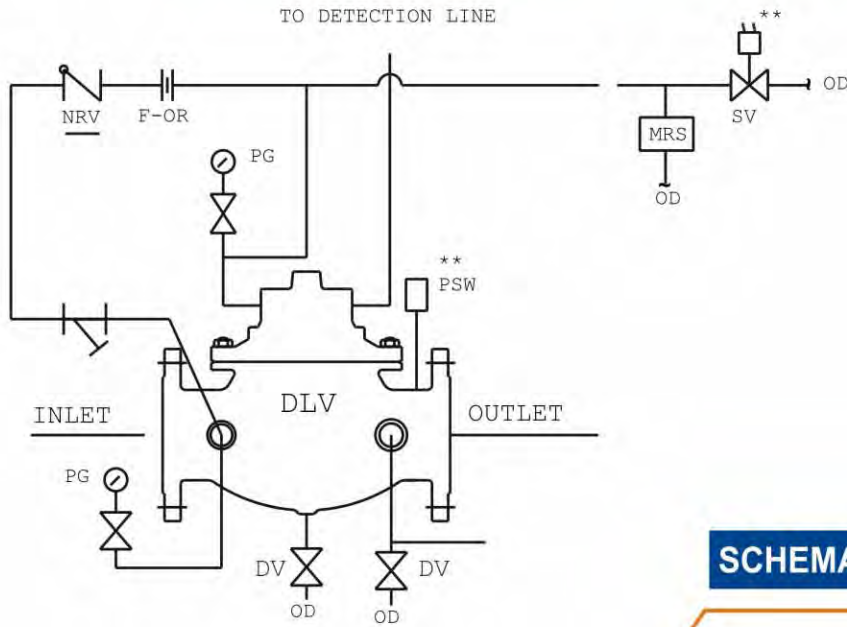 TO DETECTION LINE
**
NRV
F-OR
SV
OD
MRS
OD
PG
**
PSW
DLV
INLET
OUTLET
PG
DV
DV
OD
OD